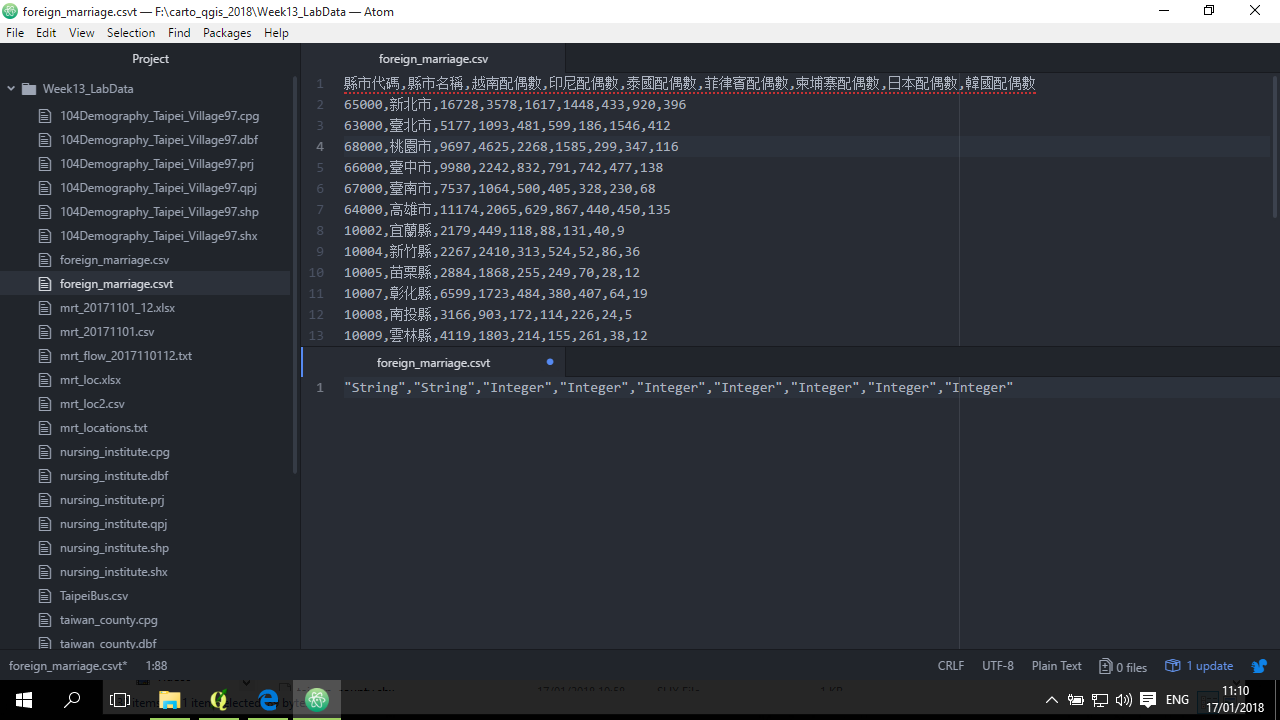 foreign_marriage.csvt — F:\carto_qgis_2018\Week13_LabData — Atom
File Edit View Selection Find Packages Help
Project
Week13_LabData
104Demography_Taipei_Village97.cpg
104Demography_Taipei_Village97.dbf
104Demography_Taipei_Village97.prj
104Demography_Taipei_Village97.qpj
104Demography_Taipei_Village97.shp
104Demography_Taipei_Village97.shx
foreign_marriage.csv
foreign_marriage.csvt
mrt_20171101_12.xlsx
mrt_20171101.csv
mrt_flow_2017110112.txt
mrt_loc.xlsx
mrt_loc2.csv
mrt_locations.txt
nursing_institute.cpg
nursing_institute.dbf
nursing_institute.prj
nursing_institute.qpj
nursing_institute.shp
nursing_institute.shx
TaipeiBus.csv
taiwan_county.cpg
taiwan_county.dbf
foreign_marriage.csv
1 縣市代碼,縣市名稱,越南配偶數,印尼配偶數,泰國配偶數,菲律賓配偶數,柬埔寨配偶數,日本配偶數,韓國配偶數
2 65000,新北市,16728,3578,1617,1448,433,920,396
3 63000,臺北市,5177,1093,481,599,186,1546,412
4 68000,桃園市,9697,4625,2268,1585,299,347,116
5 66000,臺中市,9980,2242,832,791,742,477,138
6 67000,臺南市,7537,1064,500,405,328,230,68
7 64000,高雄市,11174,2065,629,867,440,450,135
8 10002,宜蘭縣,2179,449,118,88,131,40,9
9 10004,新竹縣,2267,2410,313,524,52,86,36
10 10005,苗栗縣,2884,1868,255,249,70,28,12
11 10007,彰化縣,6599,1723,484,380,407,64,19
12 10008,南投縣,3166,903,172,114,226,24,5
13 10009,雲林縣,4119,1803,214,155,261,38,12
foreign_marriage.csvt
1 "String","String","Integer","Integer","Integer","Integer","Integer","Integer","Integer"
foreign_marriage.csvt* 1:88
CRLF UTF-8 Plain Text 0 files 1 update
ENG
11:10
17/01/2018